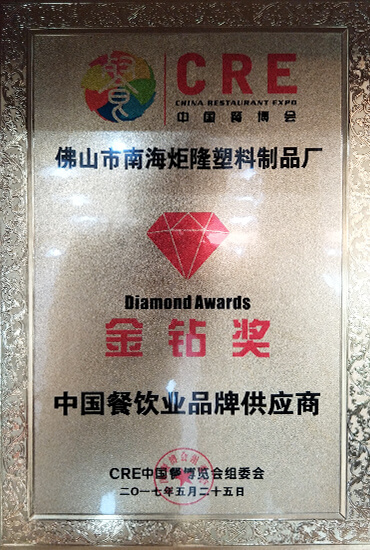 CRE
CHINA RESTAURANT EXPO
中国餐博会
佛山市南海炬隆塑料制品厂
Diamond Awards
金钻奖
中国餐饮业品牌供应商
CRE中国餐博览会组委会
二〇一七年五月二十五日